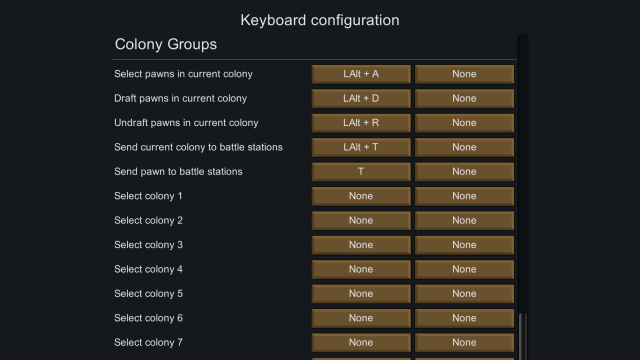 Keyboard configuration
Colony Groups
Select pawns in current colony LAlt + A None
Draft pawns in current colony LAlt + D None
Undraft pawns in current colony LAlt + R None
Send current colony to battle stations LAlt + T None
Send pawn to battle stations T None
Select colony 1 None None
Select colony 2 None None
Select colony 3 None None
Select colony 4 None None
Select colony 5 None None
Select colony 6 None None
Select colony 7 None None